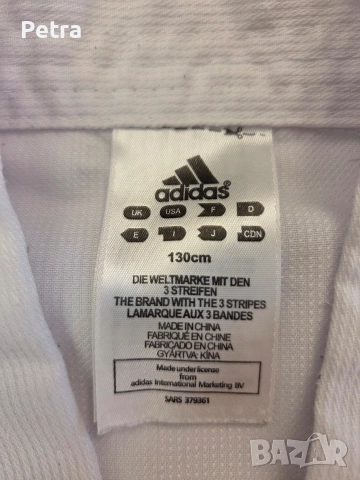 Petra
adidas®
UK USA F D
E I J CDN
130cm
DIE WELTMARKE MIT DEN
3 STREIFEN
THE BRAND WITH THE 3 STRIPES
LAMARQUE AUX 3 BANDES
MADE IN CHINA
FABRIQUÉ EN CHINE
FABRICADO EN CHINA
GYÁRTVA: KÍNA
Made under license
from
adidas International Marketing BV
SARS 379361
BAZAR